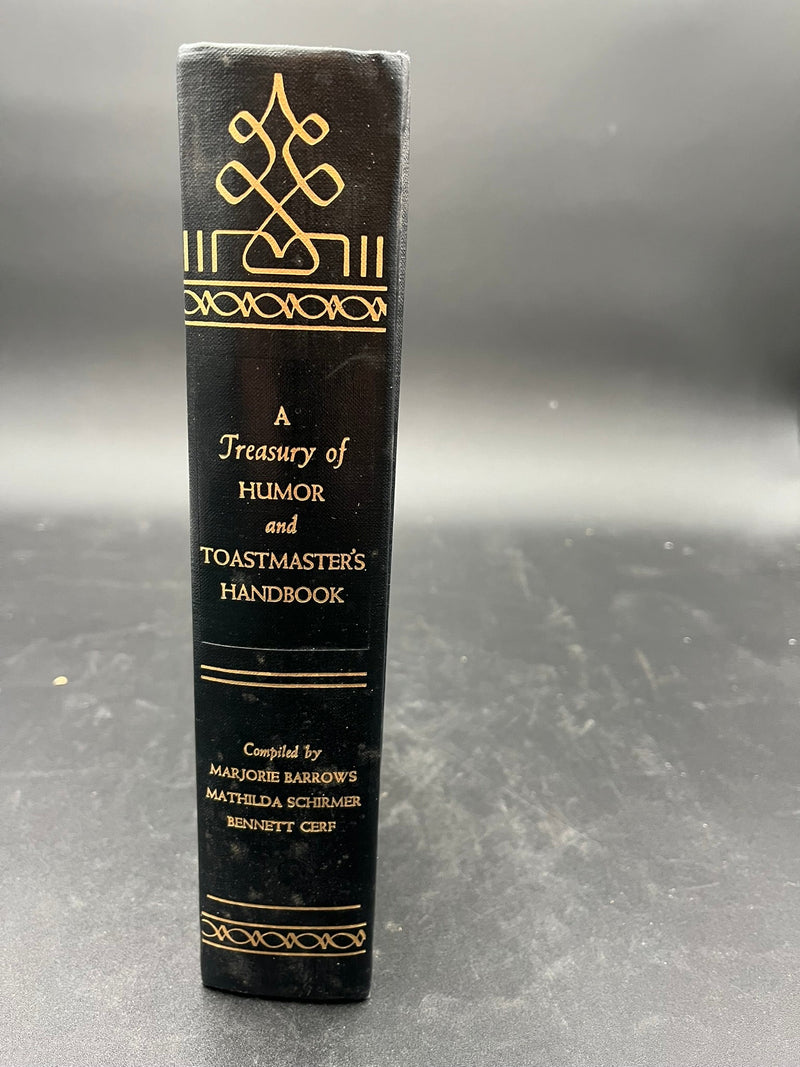 A
Treasury of
HUMOR
and
TOASTMASTER'S
HANDBOOK
Compiled by
MARJORIE BARROWS
MATHILDA SCHIRMER
BENNETT CERF